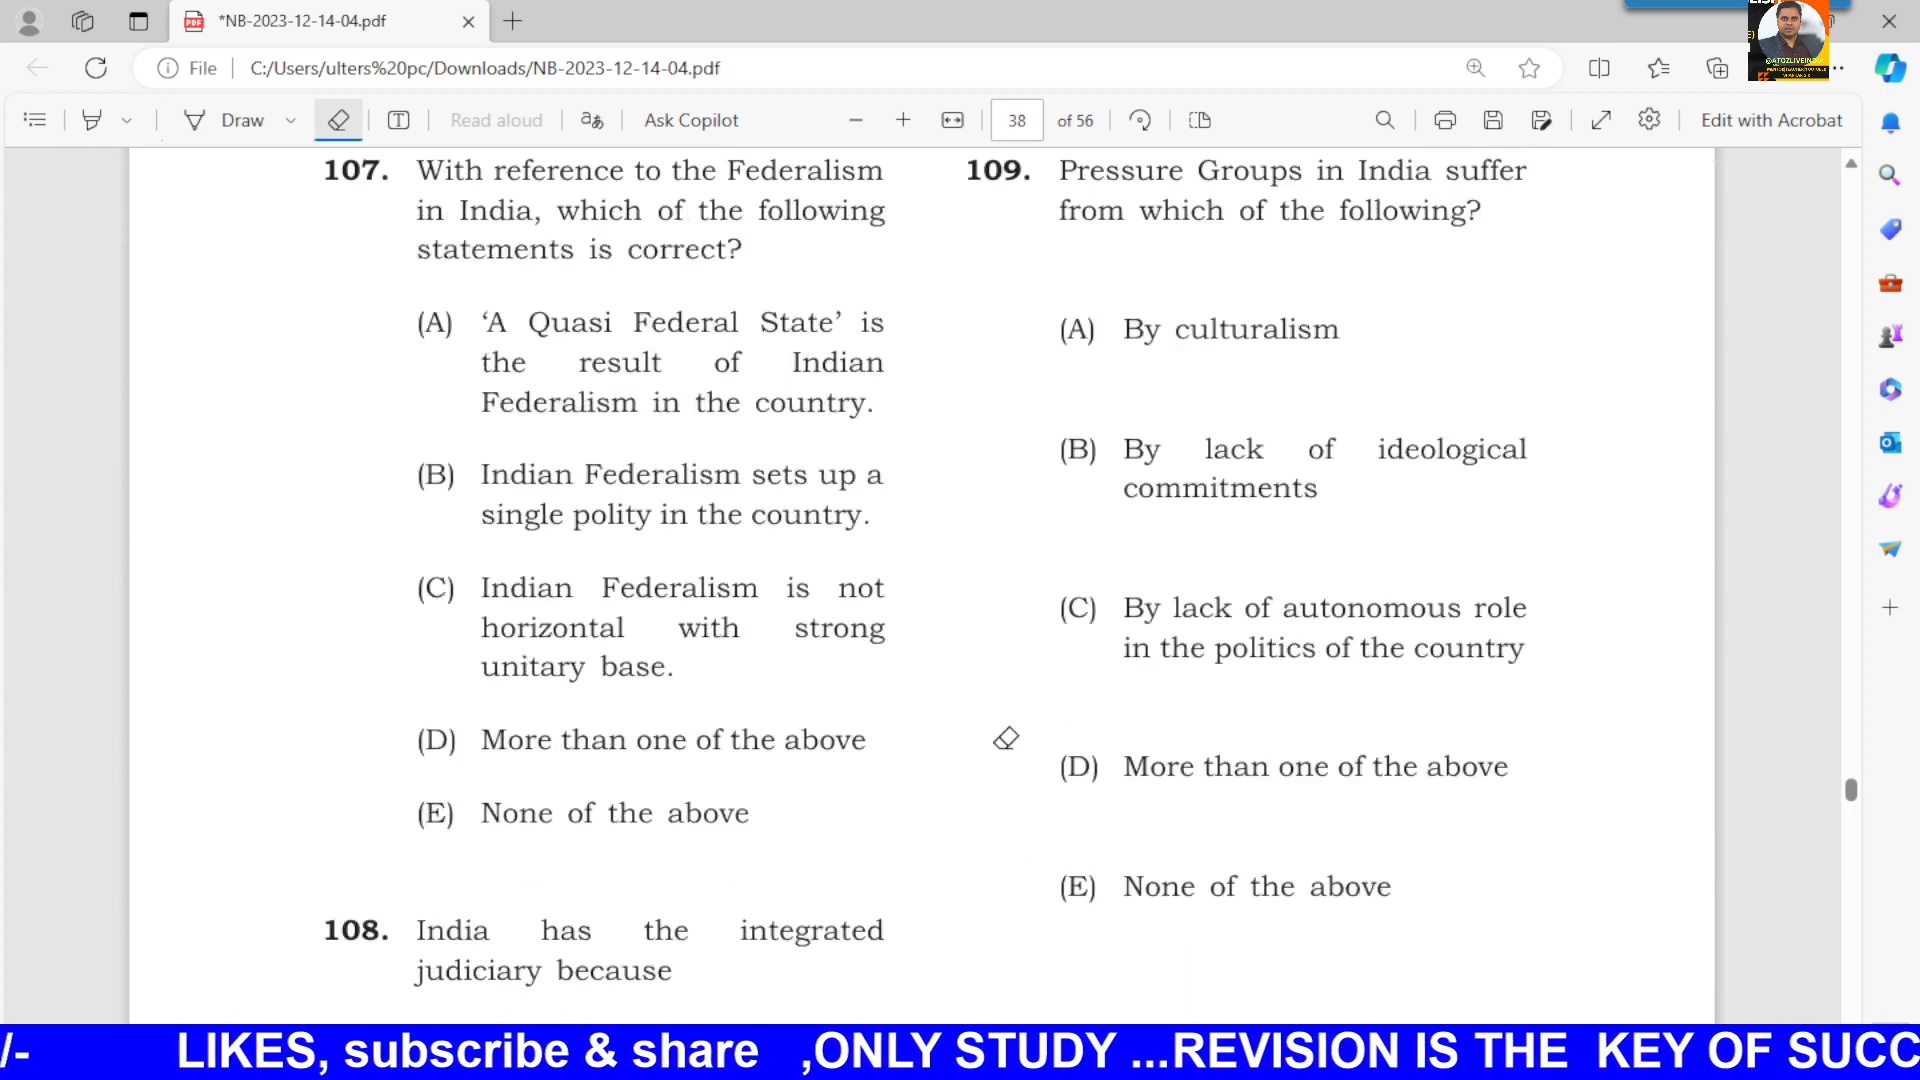 *NB-2023-12-14-04.pdf
File
C:/Users/ulters%20pc/Downloads/NB-2023-12-14-04.pdf
Draw
Read aloud
Ask Copilot
38
of 56
Edit with Acrobat
@ATOZLIVEINDIA
107. With reference to the Federalism
in India, which of the following
statements is correct?
(A) ‘A Quasi Federal State’ is
the result of Indian
Federalism in the country.
(B) Indian Federalism sets up a
single polity in the country.
(C) Indian Federalism is not
horizontal with strong
unitary base.
(D) More than one of the above
(E) None of the above
108. India has the integrated
judiciary because
109. Pressure Groups in India suffer
from which of the following?
(A) By culturalism
(B) By lack of ideological
commitments
(C) By lack of autonomous role
in the politics of the country
(D) More than one of the above
(E) None of the above
/- LIKES, subscribe & share ,ONLY STUDY ...REVISION IS THE KEY OF SUCC